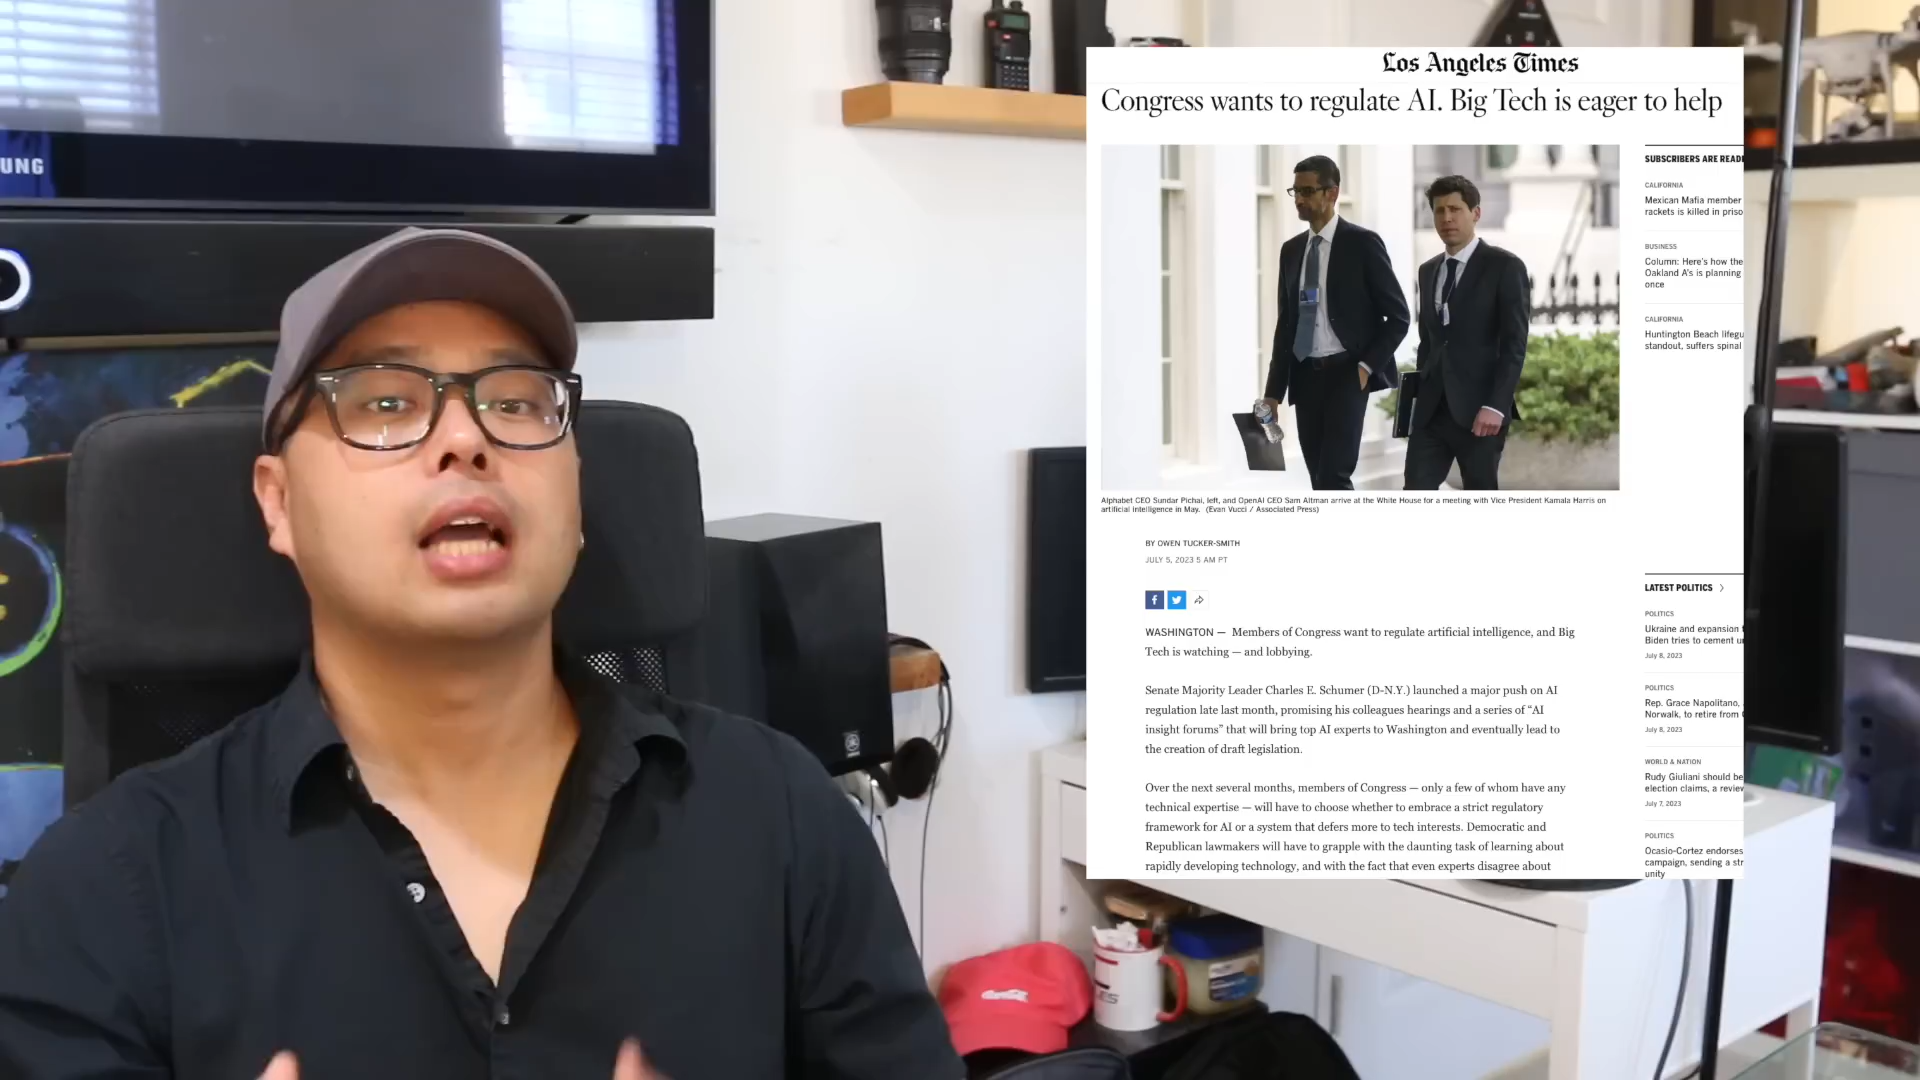 UNG
Los Angeles Times
Congress wants to regulate AI. Big Tech is eager to help
Alphabet CEO Sundar Pichai, left, and OpenAI CEO Sam Altman arrive at the White House for a meeting with Vice President Kamala Harris on
artificial intelligence in May. (Evan Vucci / Associated Press)
BY OWEN TUCKER-SMITH
JULY 5, 2023 5 AM PT
WASHINGTON — Members of Congress want to regulate artificial intelligence, and Big
Tech is watching — and lobbying.
Senate Majority Leader Charles E. Schumer (D-N.Y.) launched a major push on AI
regulation late last month, promising his colleagues hearings and a series of “AI
insight forums” that will bring top AI experts to Washington and eventually lead to
the creation of draft legislation.
Over the next several months, members of Congress — only a few of whom have any
technical expertise — will have to choose whether to embrace a strict regulatory
framework for AI or a system that defers more to tech interests. Democratic and
Republican lawmakers will have to grapple with the daunting task of learning about
rapidly developing technology, and with the fact that even experts disagree about
SUBSCRIBERS ARE READI
CALIFORNIA
Mexican Mafia member
rackets is killed in priso
BUSINESS
Column: Here's how the
Oakland A's is planning
once
CALIFORNIA
Huntington Beach lifegu
standout, suffers spinal
LATEST POLITICS >
POLITICS
Ukraine and expansion
Biden tries to cement u
July 8, 2023
POLITICS
Rep. Grace Napolitano,
Norwalk, to retire from
July 8, 2023
WORLD & NATION
Rudy Giuliani should be
election claims, a review
July 7, 2023
POLITICS
Ocasio-Cortez endorses
campaign, sending a str
unity